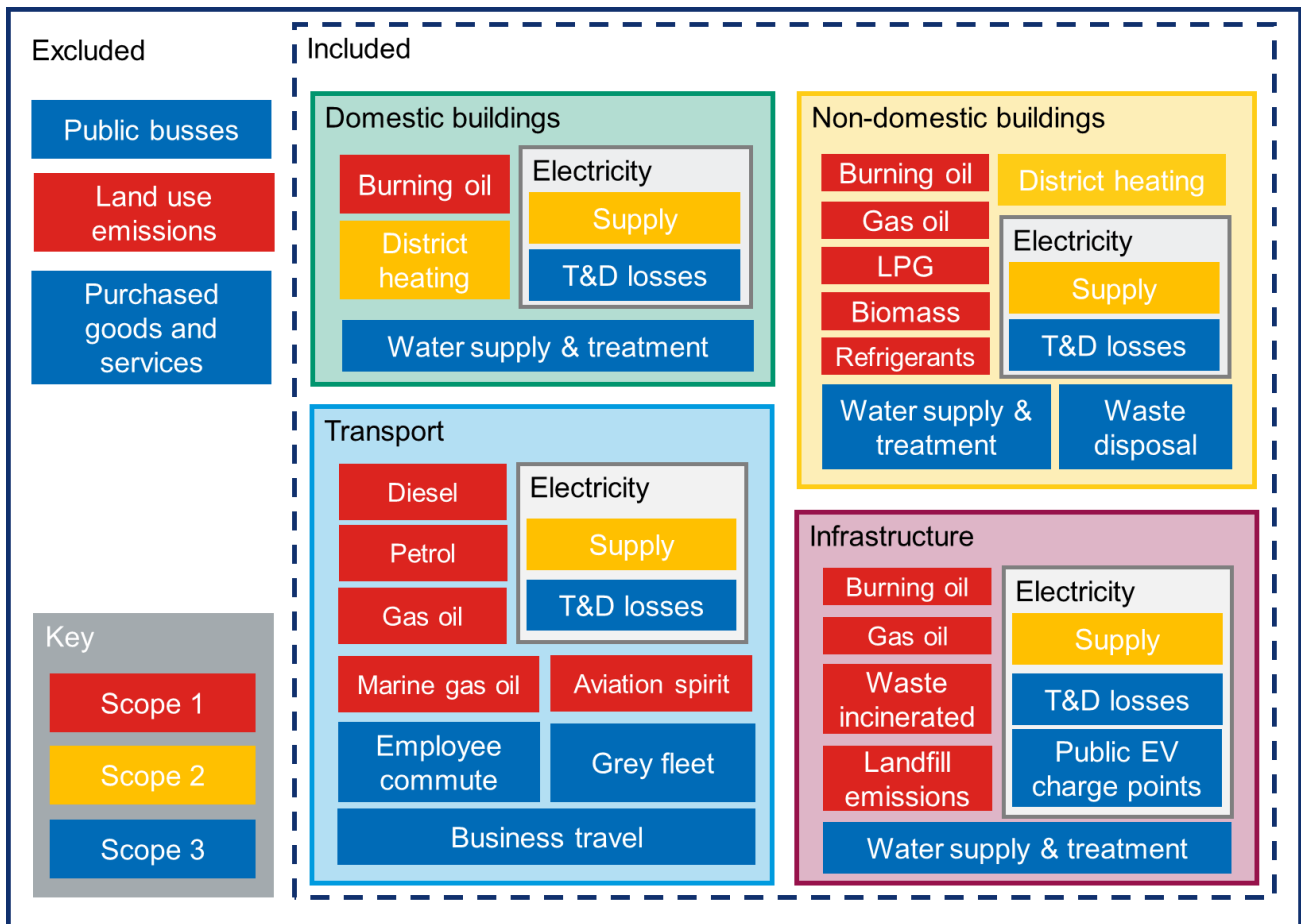 Excluded
Public busses
Land use
emissions
Purchased
goods and
services
Key
Scope 1
Scope 2
Scope 3
Included
Domestic buildings
Burning oil
District
heating
Electricity
Supply
T&D losses
Water supply & treatment
Non-domestic buildings
Burning oil
Gas oil
LPG
Biomass
Refrigerants
District heating
Electricity
Supply
T&D losses
Water supply &
treatment
Waste
disposal
Transport
Diesel
Petrol
Gas oil
Electricity
Supply
T&D losses
Marine gas oil
Aviation spirit
Employee
commute
Grey fleet
Business travel
Infrastructure
Burning oil
Gas oil
Waste
incinerated
Landfill
emissions
Electricity
Supply
T&D losses
Public EV
charge points
Water supply & treatment